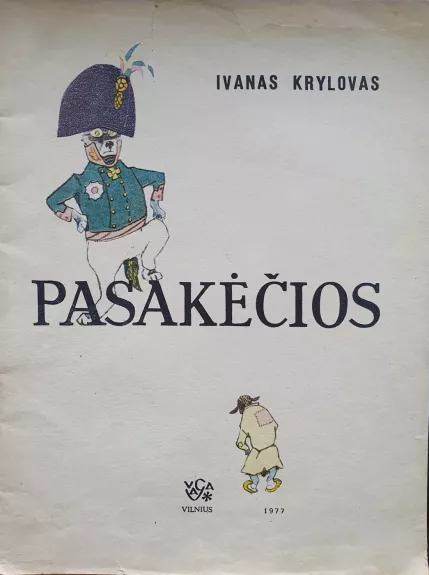 IVANAS KRYLOVAS
PASAKĖČIOS
VAGA
VILNIUS
1977